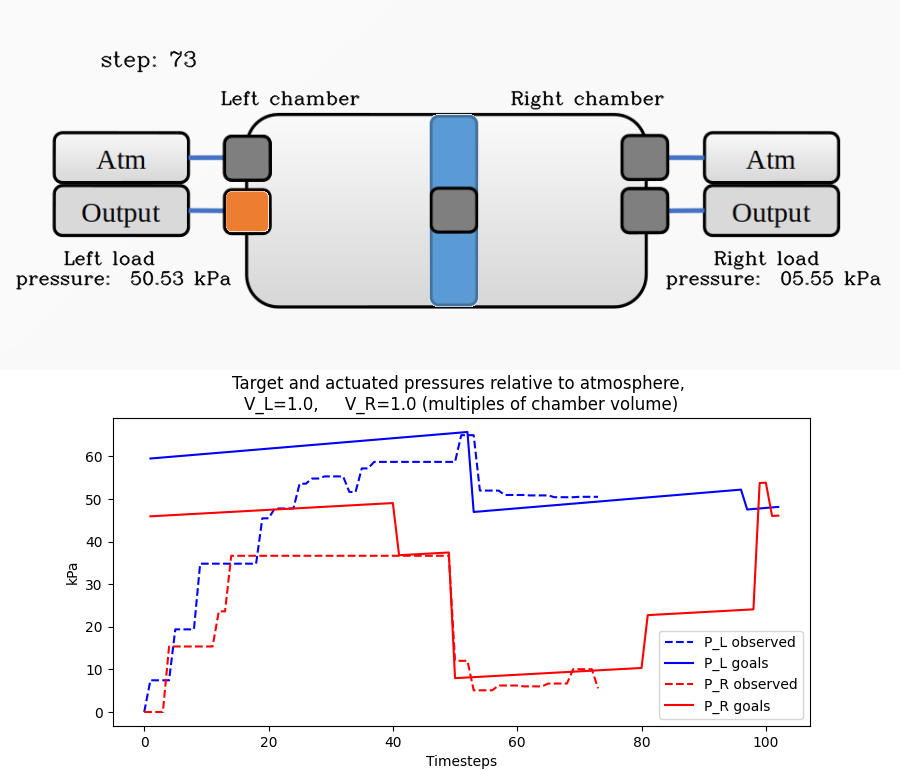 step: 73
Left chamber
Right chamber
Atm
Atm
Output
Output
Left load
pressure: 50.53 kPa
Right load
pressure: 05.55 kPa
Target and actuated pressures relative to atmosphere,
V_L=1.0, V_R=1.0 (multiples of chamber volume)
kPa
60
50
40
30
20
10
0
P_L observed
P_L goals
P_R observed
P_R goals
0 20 40 60 80 100
Timesteps